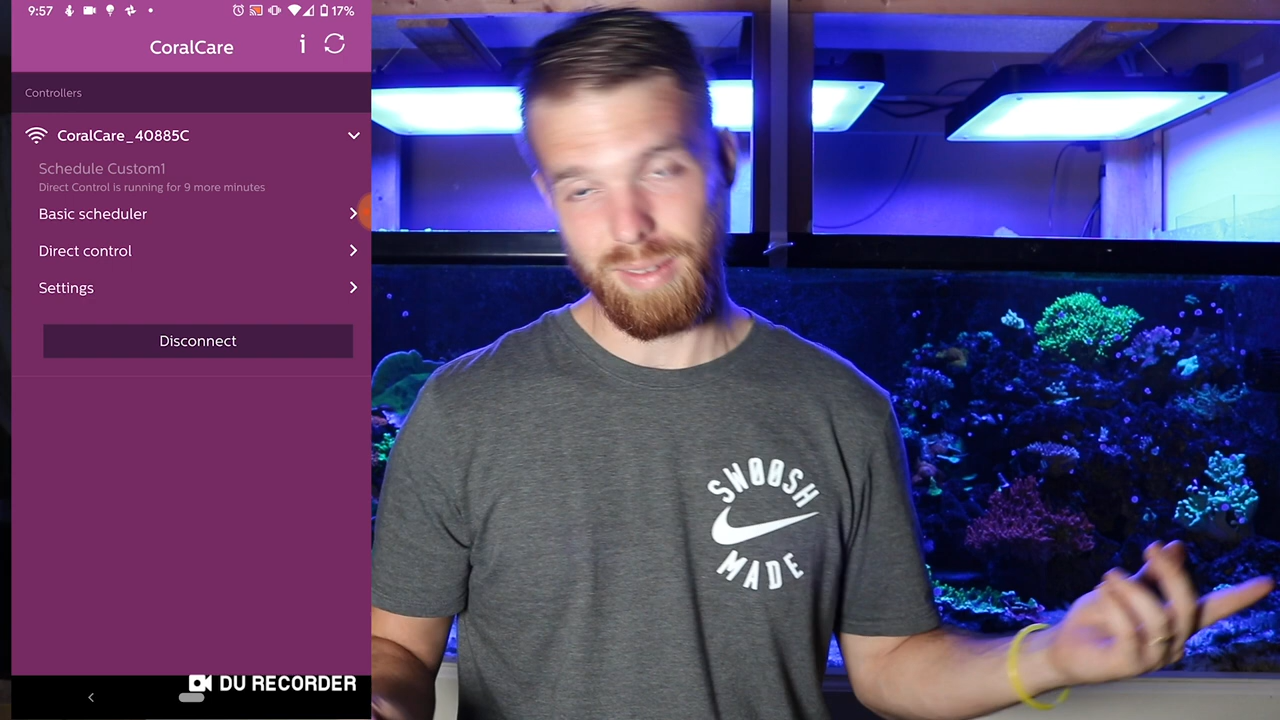 9:57
17%
CoralCare
i
Controllers
CoralCare_40885C
Schedule Custom1
Direct Control is running for 9 more minutes
Basic scheduler
Direct control
Settings
Disconnect
DU RECORDER
SWOOSH
MADE